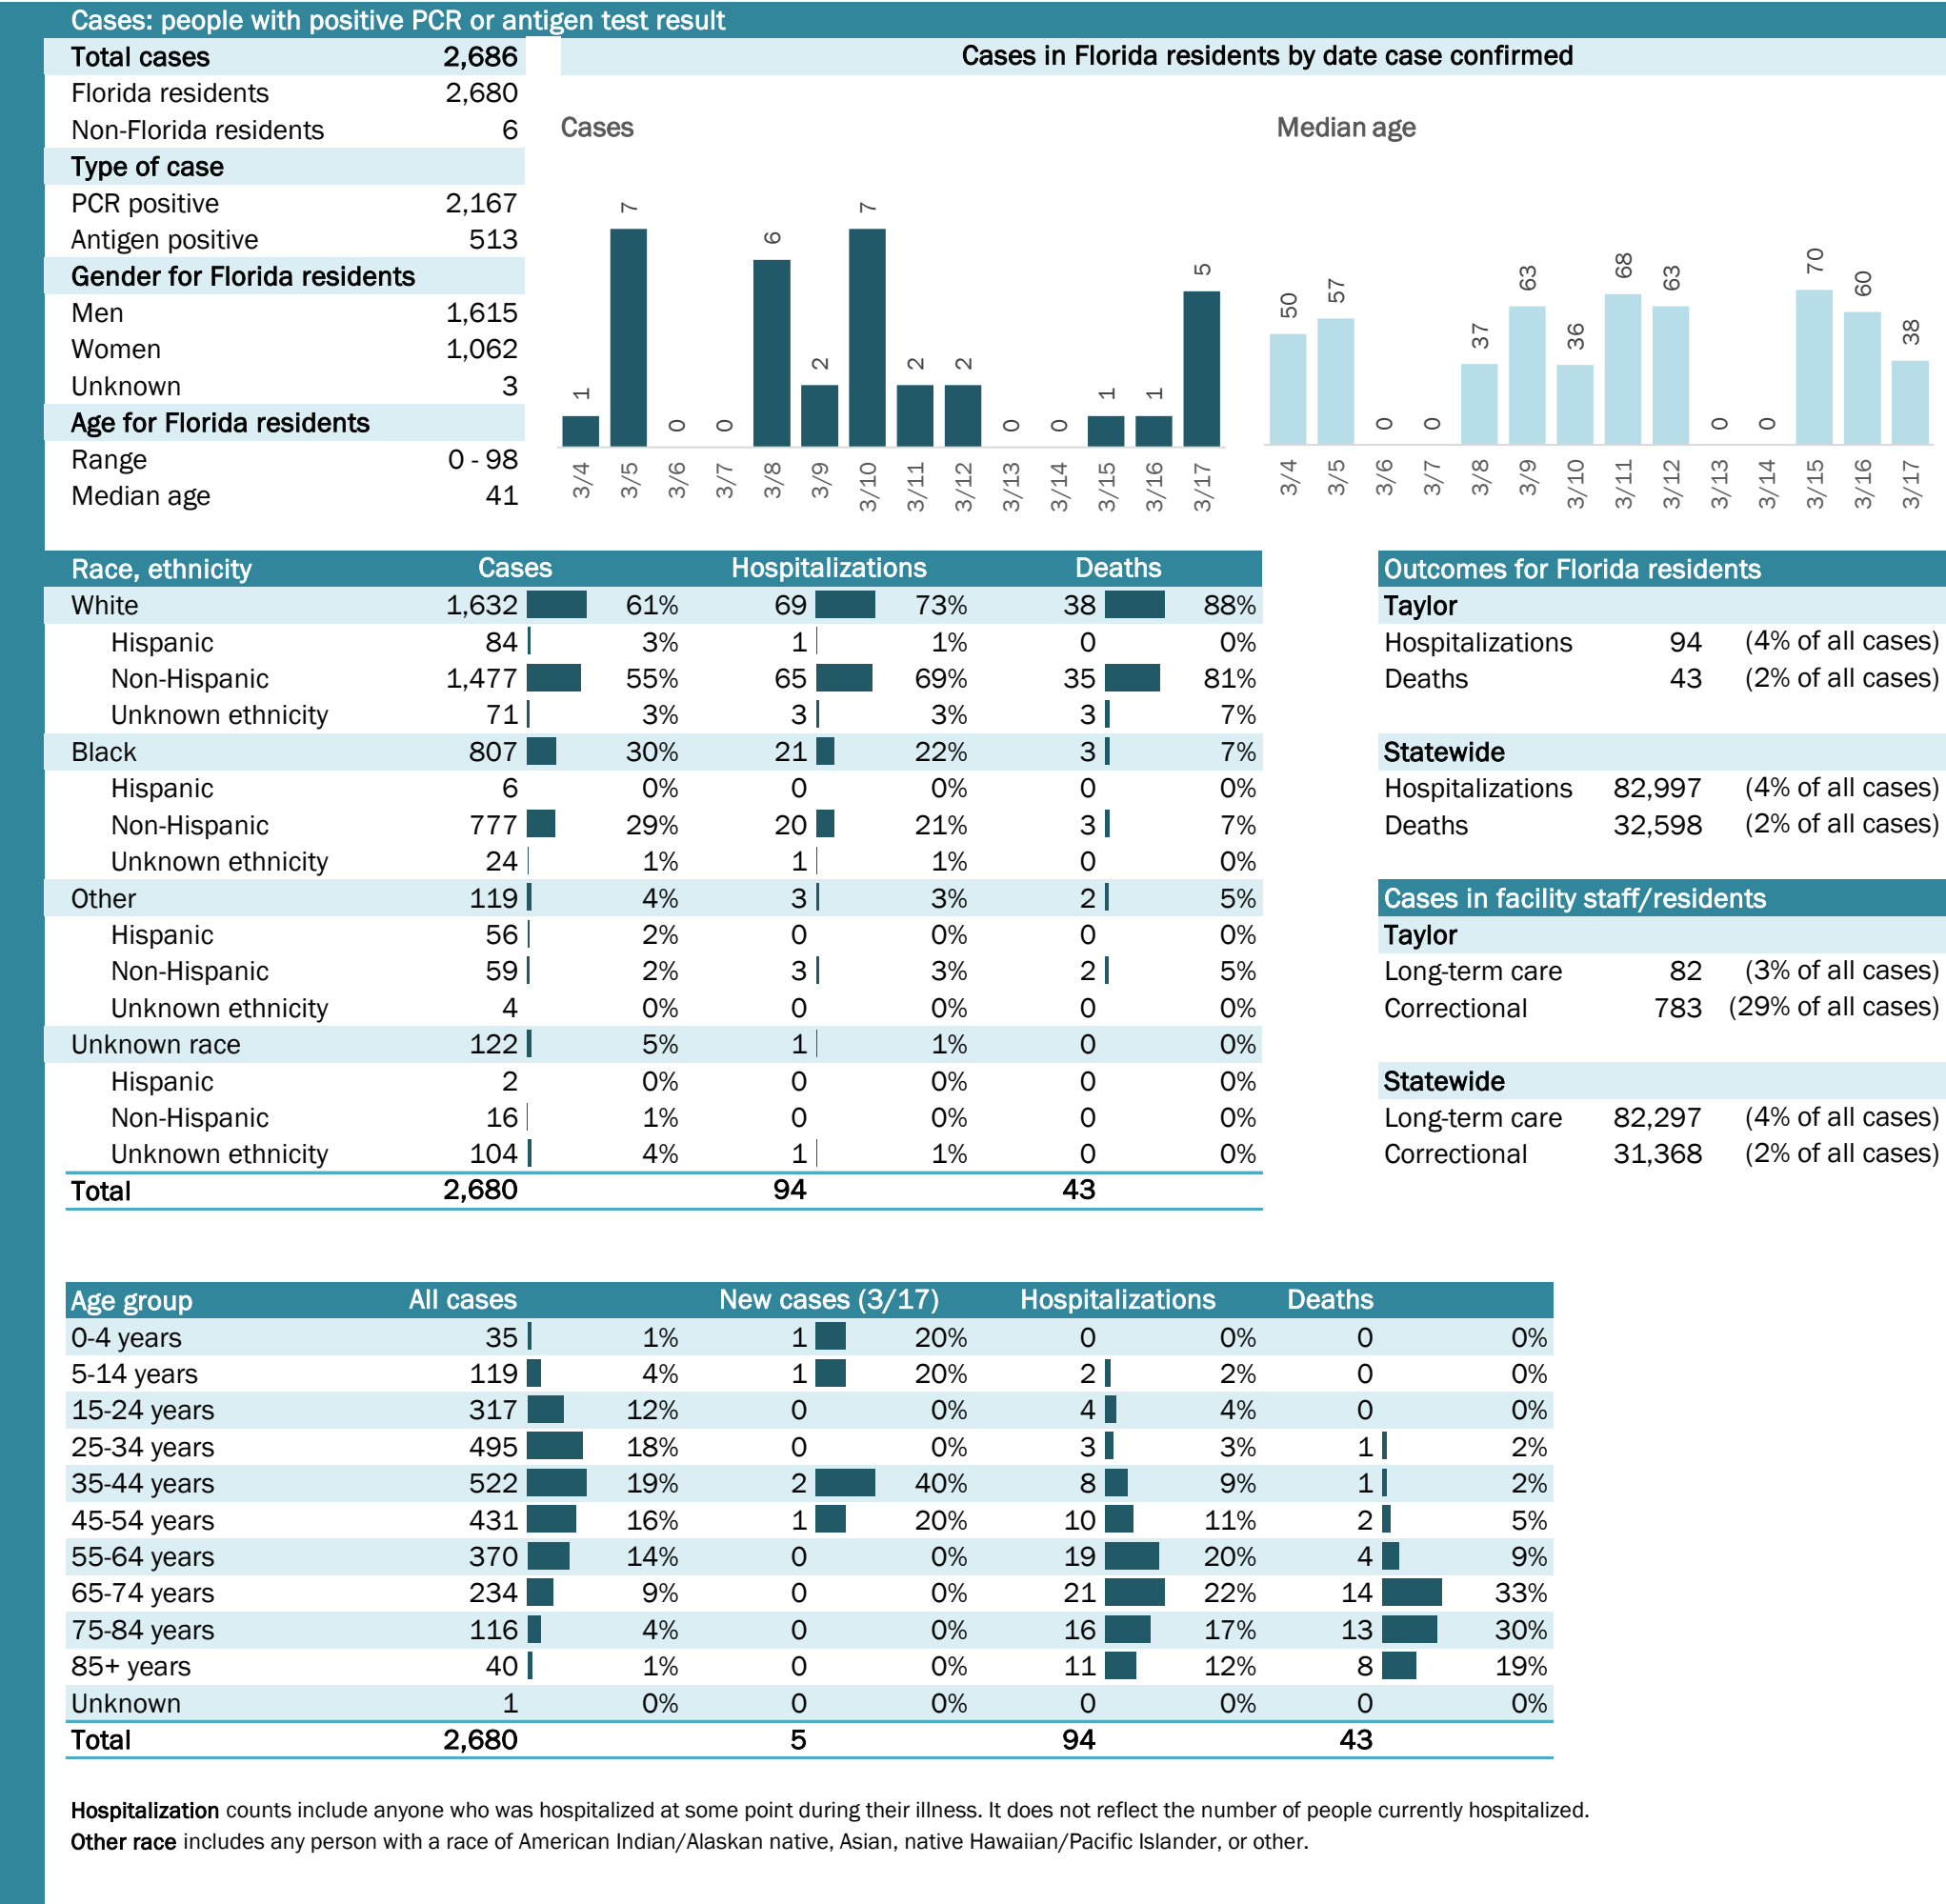 Cases: people with positive PCR or antigen test result
Total cases 2,686
Florida residents 2,680
Non-Florida residents 6
Type of case
PCR positive 2,167
Antigen positive 513
Gender for Florida residents
Men 1,615
Women 1,062
Unknown 3
Age for Florida residents
Range 0 - 98
Median age 41
Cases in Florida residents by date case confirmed
Cases
1 7 0 0 6 2 7 2 2 0 0 1 1 5
3/4 3/5 3/6 3/7 3/8 3/9 3/10 3/11 3/12 3/13 3/14 3/15 3/16 3/17
Median age
50 57 0 0 37 63 36 68 63 0 0 70 60 38
3/4 3/5 3/6 3/7 3/8 3/9 3/10 3/11 3/12 3/13 3/14 3/15 3/16 3/17
Race, ethnicity Cases Hospitalizations Deaths
White 1,632 61% 69 73% 38 88%
Hispanic 84 3% 1 1% 0 0%
Non-Hispanic 1,477 55% 65 69% 35 81%
Unknown ethnicity 71 3% 3 3% 3 7%
Black 807 30% 21 22% 3 7%
Hispanic 6 0% 0 0% 0 0%
Non-Hispanic 777 29% 20 21% 3 7%
Unknown ethnicity 24 1% 1 1% 0 0%
Other 119 4% 3 3% 2 5%
Hispanic 56 2% 0 0% 0 0%
Non-Hispanic 59 2% 3 3% 2 5%
Unknown ethnicity 4 0% 0 0% 0 0%
Unknown race 122 5% 1 1% 0 0%
Hispanic 2 0% 0 0% 0 0%
Non-Hispanic 16 1% 0 0% 0 0%
Unknown ethnicity 104 4% 1 1% 0 0%
Total 2,680 94 43
Outcomes for Florida residents
Taylor
Hospitalizations 94 (4% of all cases)
Deaths 43 (2% of all cases)
Statewide
Hospitalizations 82,997 (4% of all cases)
Deaths 32,598 (2% of all cases)
Cases in facility staff/residents
Taylor
Long-term care 82 (3% of all cases)
Correctional 783 (29% of all cases)
Statewide
Long-term care 82,297 (4% of all cases)
Correctional 31,368 (2% of all cases)
Age group All cases New cases (3/17) Hospitalizations Deaths
0-4 years 35 1% 1 20% 0 0% 0 0%
5-14 years 119 4% 1 20% 2 2% 0 0%
15-24 years 317 12% 0 0% 4 4% 0 0%
25-34 years 495 18% 0 0% 3 3% 1 2%
35-44 years 522 19% 2 40% 8 9% 1 2%
45-54 years 431 16% 1 20% 10 11% 2 5%
55-64 years 370 14% 0 0% 19 20% 4 9%
65-74 years 234 9% 0 0% 21 22% 14 33%
75-84 years 116 4% 0 0% 16 17% 13 30%
85+ years 40 1% 0 0% 11 12% 8 19%
Unknown 1 0% 0 0% 0 0% 0 0%
Total 2,680 5 94 43
Hospitalization counts include anyone who was hospitalized at some point during their illness. It does not reflect the number of people currently hospitalized.
Other race includes any person with a race of American Indian/Alaskan native, Asian, native Hawaiian/Pacific Islander, or other.